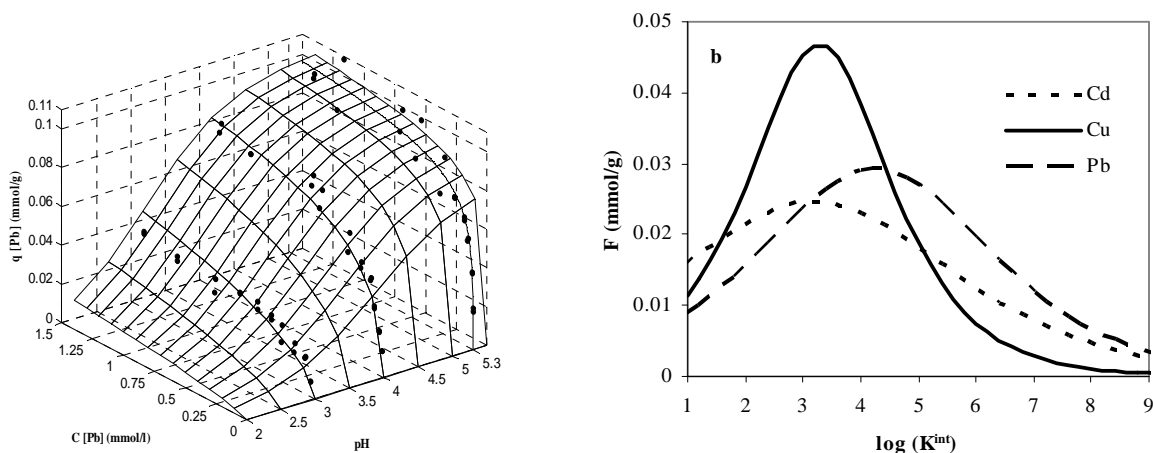 0.11
0.1
0.08
0.06
0.04
0.02
0
q [Pb] (mmol/g)
1.5
1.25
1
0.75
0.5
0.25
0
C [Pb] (mmol/l)
2
2.5
3
3.5
4
4.5
5
5.3
pH
0.05
0.04
0.03
0.02
0.01
0
F (mmol/g)
b
Cd
Cu
Pb
1 2 3 4 5 6 7 8 9
log (K^int)